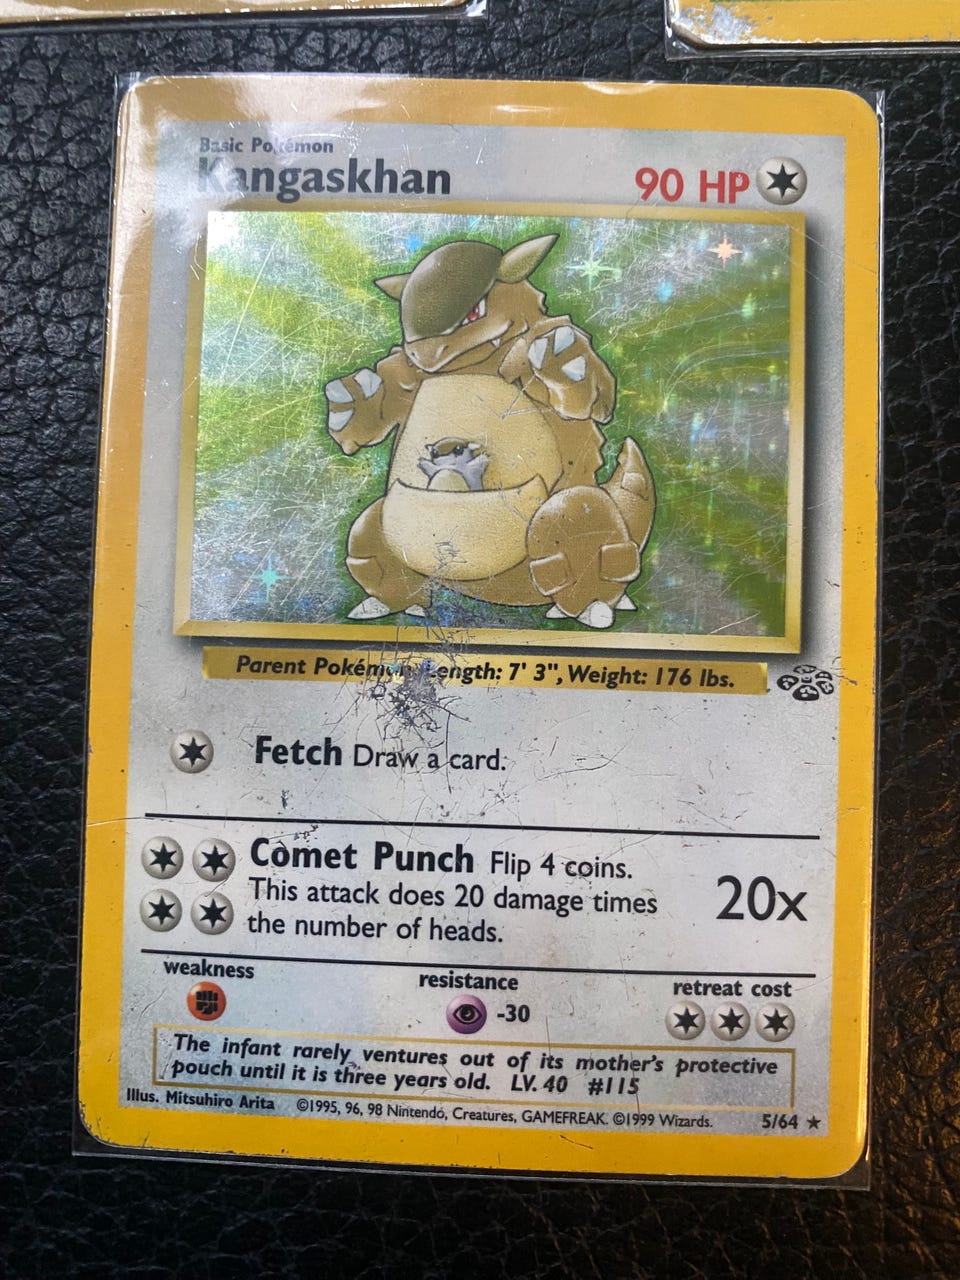 Basic Pokémon
Kangaskhan 90 HP
Parent Pokémon Length: 7' 3", Weight: 176 lbs.
Fetch Draw a card.
Comet Punch Flip 4 coins.
This attack does 20 damage times
the number of heads.
20x
weakness resistance retreat cost
-30
The infant rarely ventures out of its mother's protective
pouch until it is three years old. LV. 40 #115
Illus. Mitsuhiro Arita ©1995, 96, 98 Nintendo, Creatures, GAMEFREAK. ©1999 Wizards. 5/64 ★